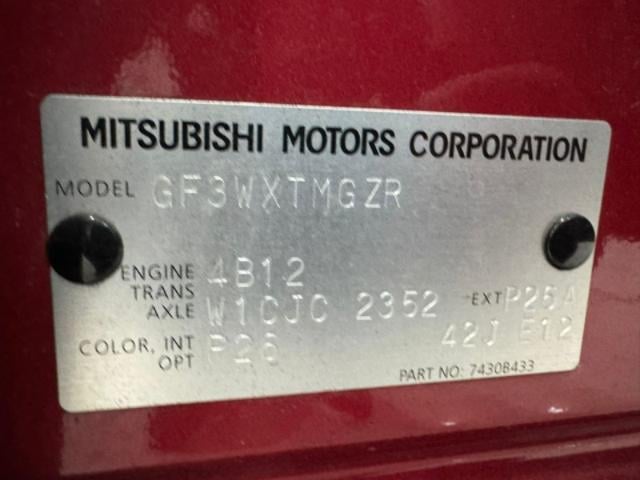 MITSUBISHI MOTORS CORPORATION
MODEL GF3WXTMGZR
ENGINE 4B12
TRANS AXLE W1CJC 2352 EXT P25A
COLOR, INT OPT P26 42J E12
PART NO: 7430B433